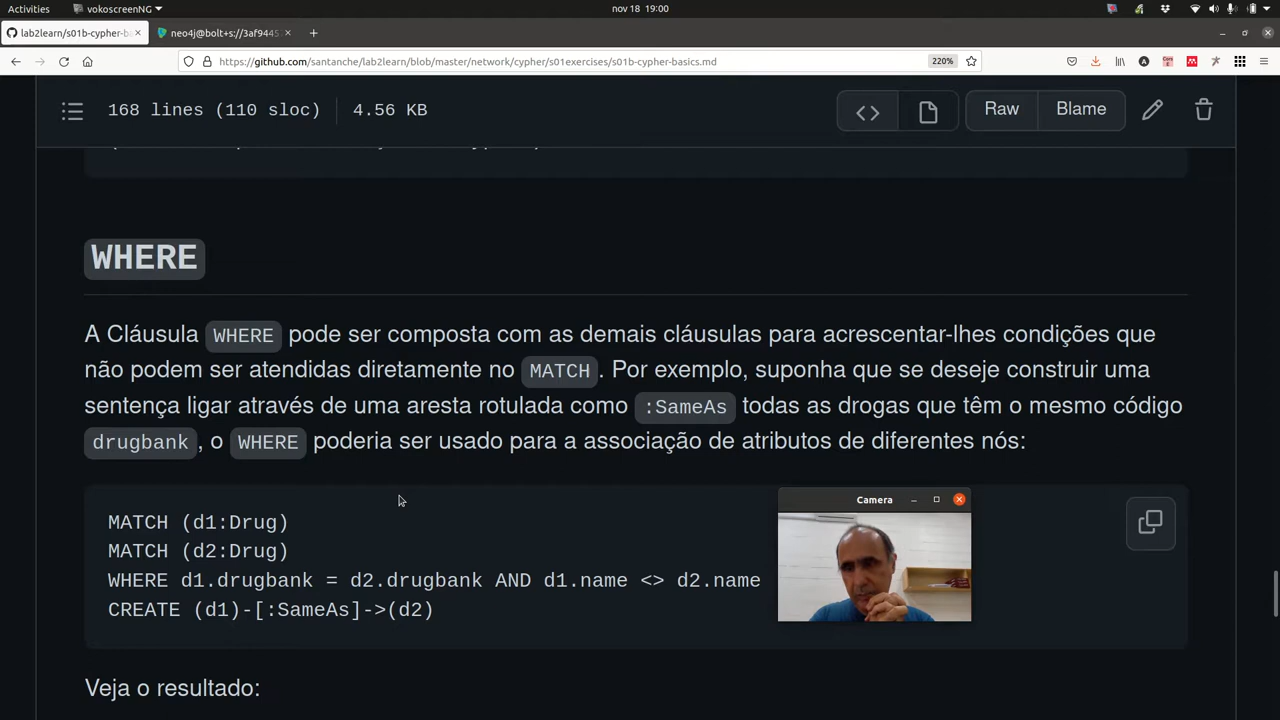 Activities
vokoscreenNG
nov 18 19:00
lab2learn/s01b-cypher-ba
neo4j@bolt+s://3af9445
https://github.com/santanche/lab2learn/blob/master/network/cypher/s01exercises/s01b-cypher-basics.md
220%
168 lines (110 sloc) 4.56 KB
Raw
Blame
WHERE
A Cláusula WHERE pode ser composta com as demais cláusulas para acrescentar-lhes condições que
não podem ser atendidas diretamente no MATCH . Por exemplo, suponha que se deseje construir uma
sentença ligar através de uma aresta rotulada como :SameAs todas as drogas que têm o mesmo código
drugbank , o WHERE poderia ser usado para a associação de atributos de diferentes nós:
Camera
MATCH (d1:Drug)
MATCH (d2:Drug)
WHERE d1.drugbank = d2.drugbank AND d1.name <> d2.name
CREATE (d1)-[:SameAs]->(d2)
Veja o resultado: